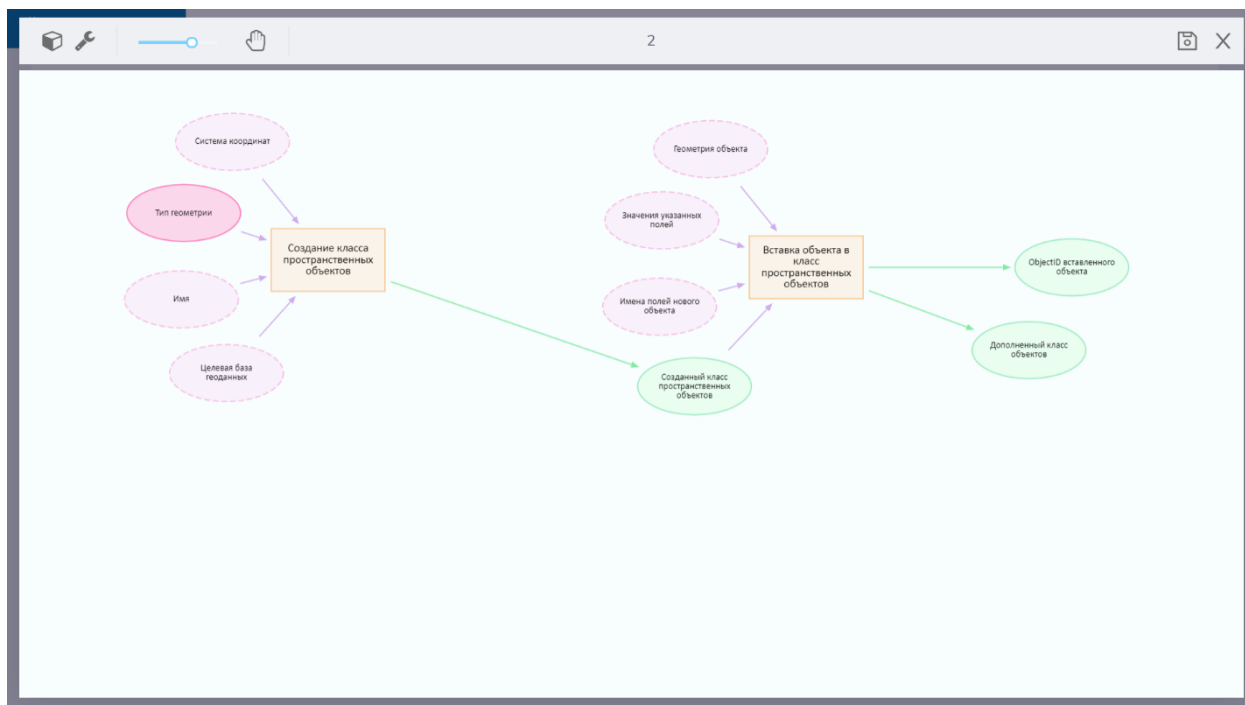 2
Система координат
Тип геометрии
Имя
Целевая база
геоданных
Создание класса
пространственных
объектов
Геометрия объекта
Значения указанных
полей
Имена полей нового
объекта
Созданный класс
пространственных
объектов
Вставка объекта в
класс
пространственных
объектов
ObjectID вставленного
объекта
Дополненный класс
объектов